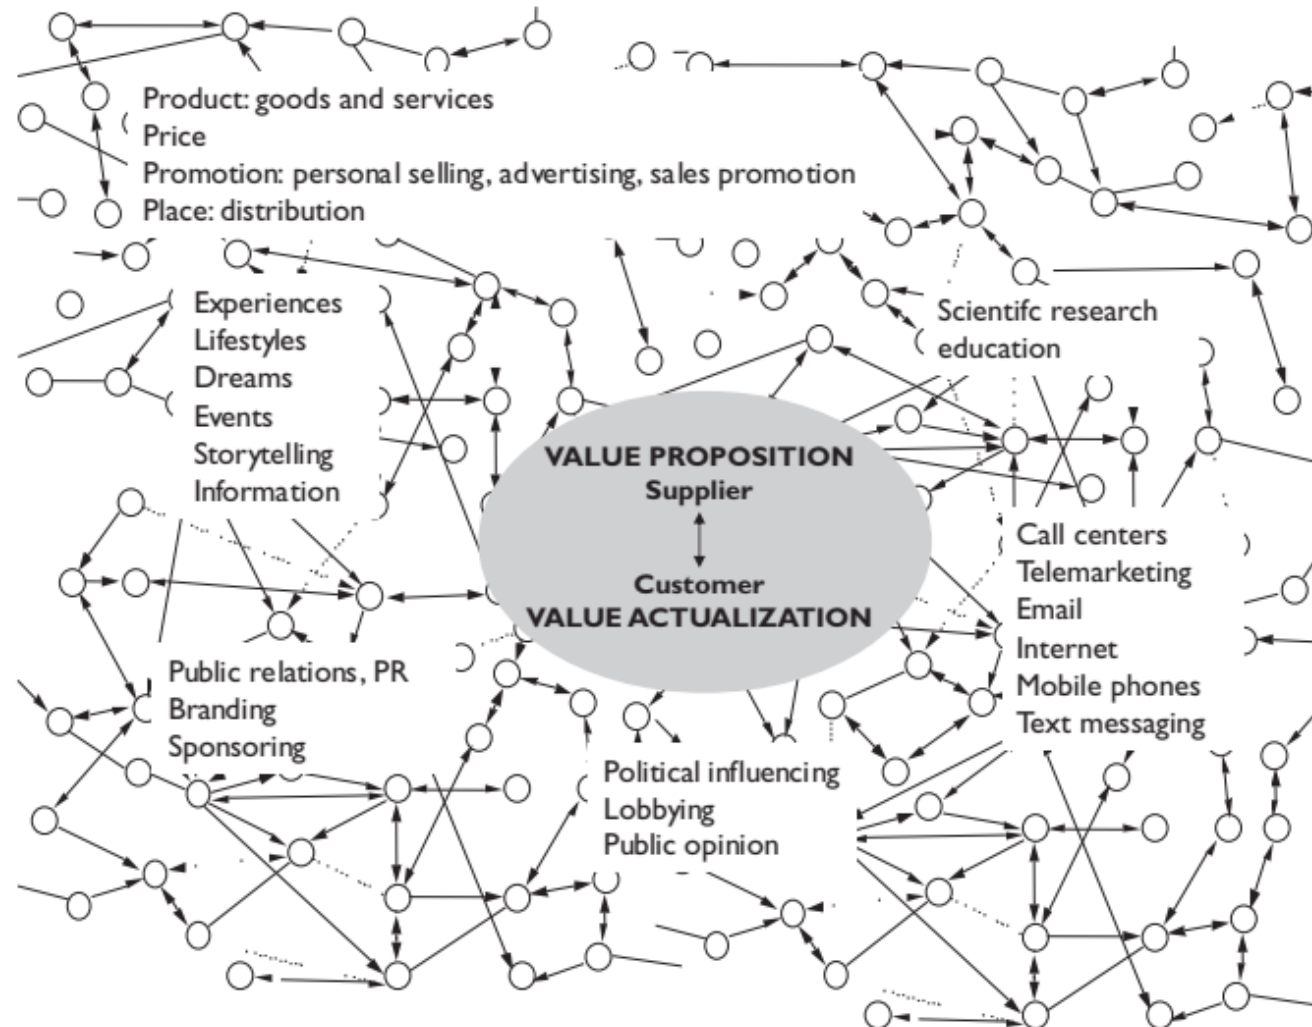 Product: goods and services
Price
Promotion: personal selling, advertising, sales promotion
Place: distribution
Experiences
Lifestyles
Dreams
Events
Storytelling
Information
Scientifc research
education
VALUE PROPOSITION
Supplier
Customer
VALUE ACTUALIZATION
Call centers
Telemarketing
Email
Internet
Mobile phones
Text messaging
Public relations, PR
Branding
Sponsoring
Political influencing
Lobbying
Public opinion